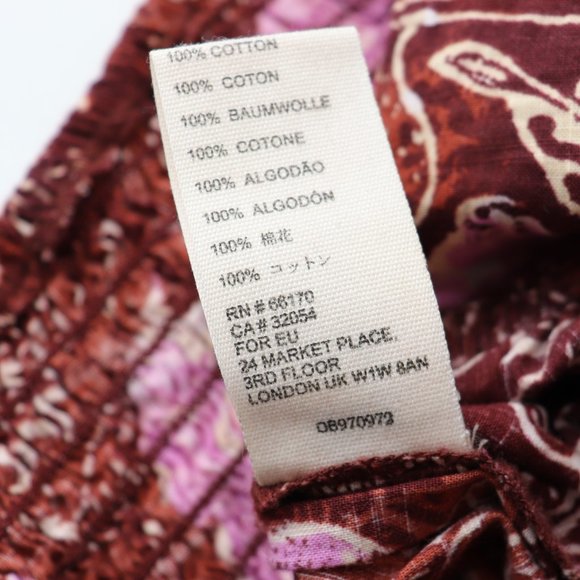 100% COTTON
100% COTON
100% BAUMWOLLE
100% COTONE
100% ALGODÃO
100% ALGODÓN
100% 棉花
100% コットン
RN # 66170
CA # 32054
FOR EU
24 MARKET PLACE,
3RD FLOOR
LONDON UK W1W 8AN
OB970973